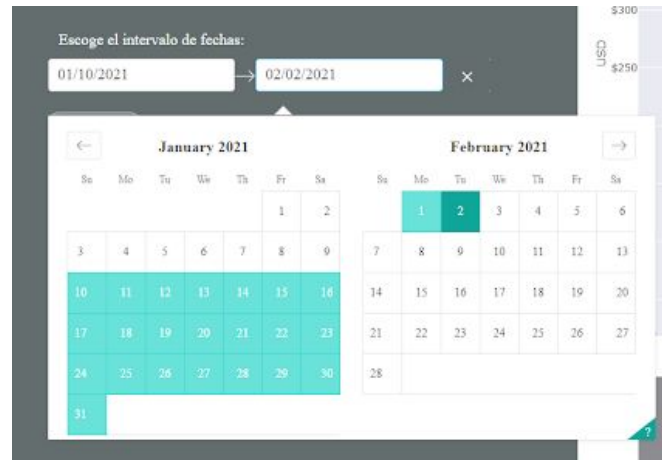 $300
Escoge el intervalo de fechas:
USD
$250
01/10/2021 → 02/02/2021 ×
← January 2021 February 2021 →
Su Mo Tu We Th Fr Sa Su Mo Tu We Th Fr Sa
1 2 1 2 3 4 5 6
3 4 5 6 7 8 9 7 8 9 10 11 12 13
10 11 12 13 14 15 16 14 15 16 17 18 19 20
17 18 19 20 21 22 23 21 22 23 24 25 26 27
24 25 26 27 28 29 30 28
31
?